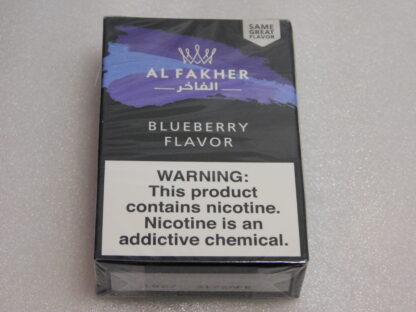 SAME
GREAT
FLAVOR
AL FAKHER
الفاخر
BLUEBERRY
FLAVOR
WARNING:
This product
contains nicotine.
Nicotine is an
addictive chemical.